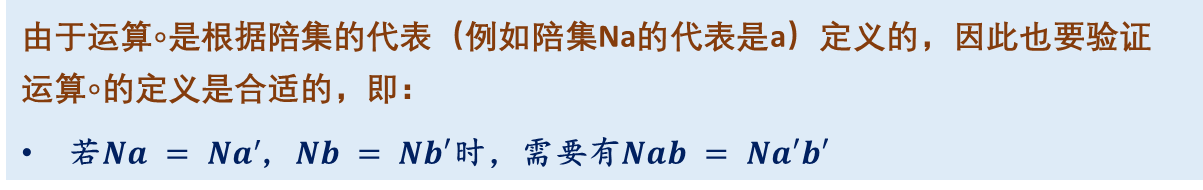 由于运算∘是根据陪集的代表（例如陪集Na的代表是a）定义的，因此也要验证
运算∘的定义是合适的，即：
• 若Na = Na′，Nb = Nb′时，需要有Nab = Na′b′